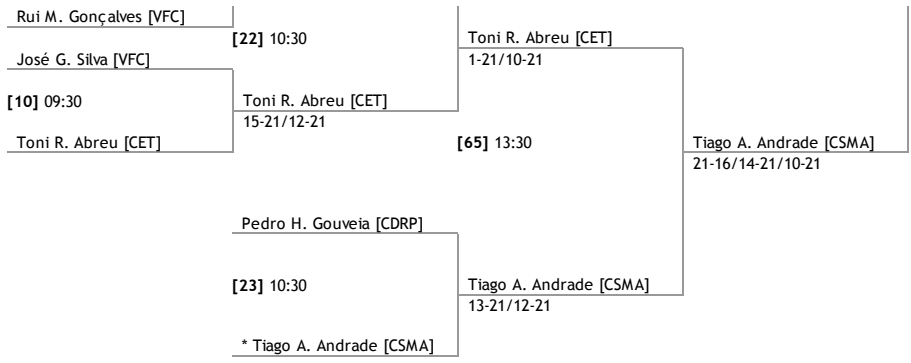 Rui M. Gonçalves [VFC]
[22] 10:30
Toni R. Abreu [CET]
José G. Silva [VFC]
1-21/10-21
[10] 09:30
Toni R. Abreu [CET]
15-21/12-21
Toni R. Abreu [CET]
[65] 13:30
Tiago A. Andrade [CSMA]
21-16/14-21/10-21
Pedro H. Gouveia [CDRP]
[23] 10:30
Tiago A. Andrade [CSMA]
13-21/12-21
* Tiago A. Andrade [CSMA]